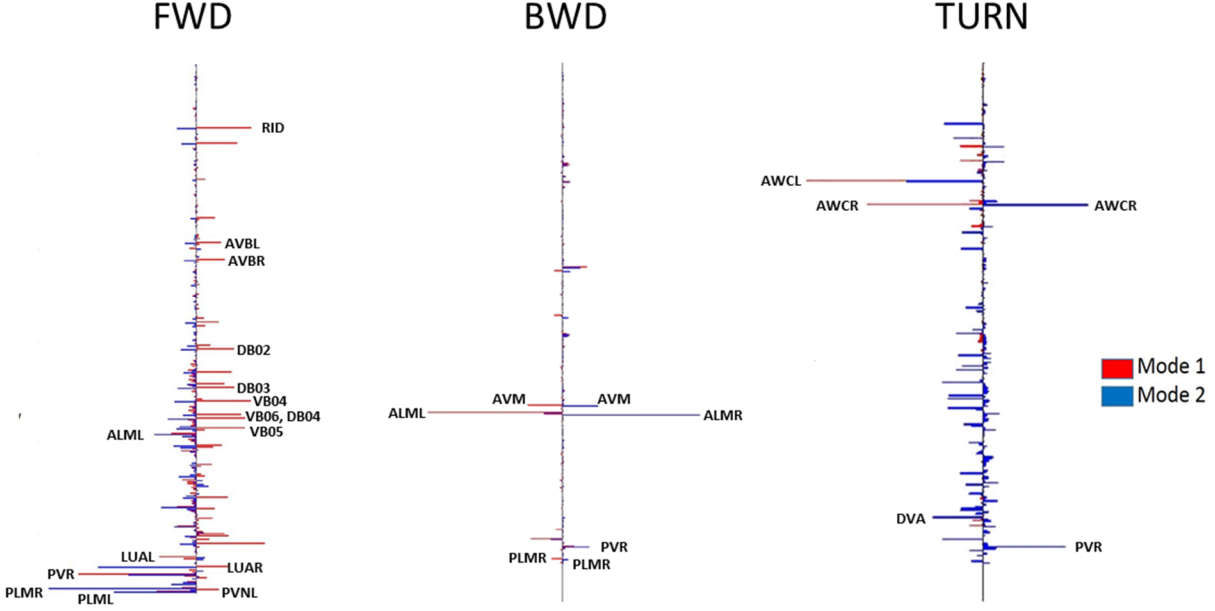 FWD BWD TURN
RID
AWCL
AWCR AWCR
AVBL
AVBR
DB02
Mode 1
DB03
Mode 2
VB04
AVM AVM
ALML ALMR
VB06, DB04
VB05
ALML
DVA
PVR PVR
LUAL
PLMR PLMR
LUAR
PVR
PLMR PVNL
PLML